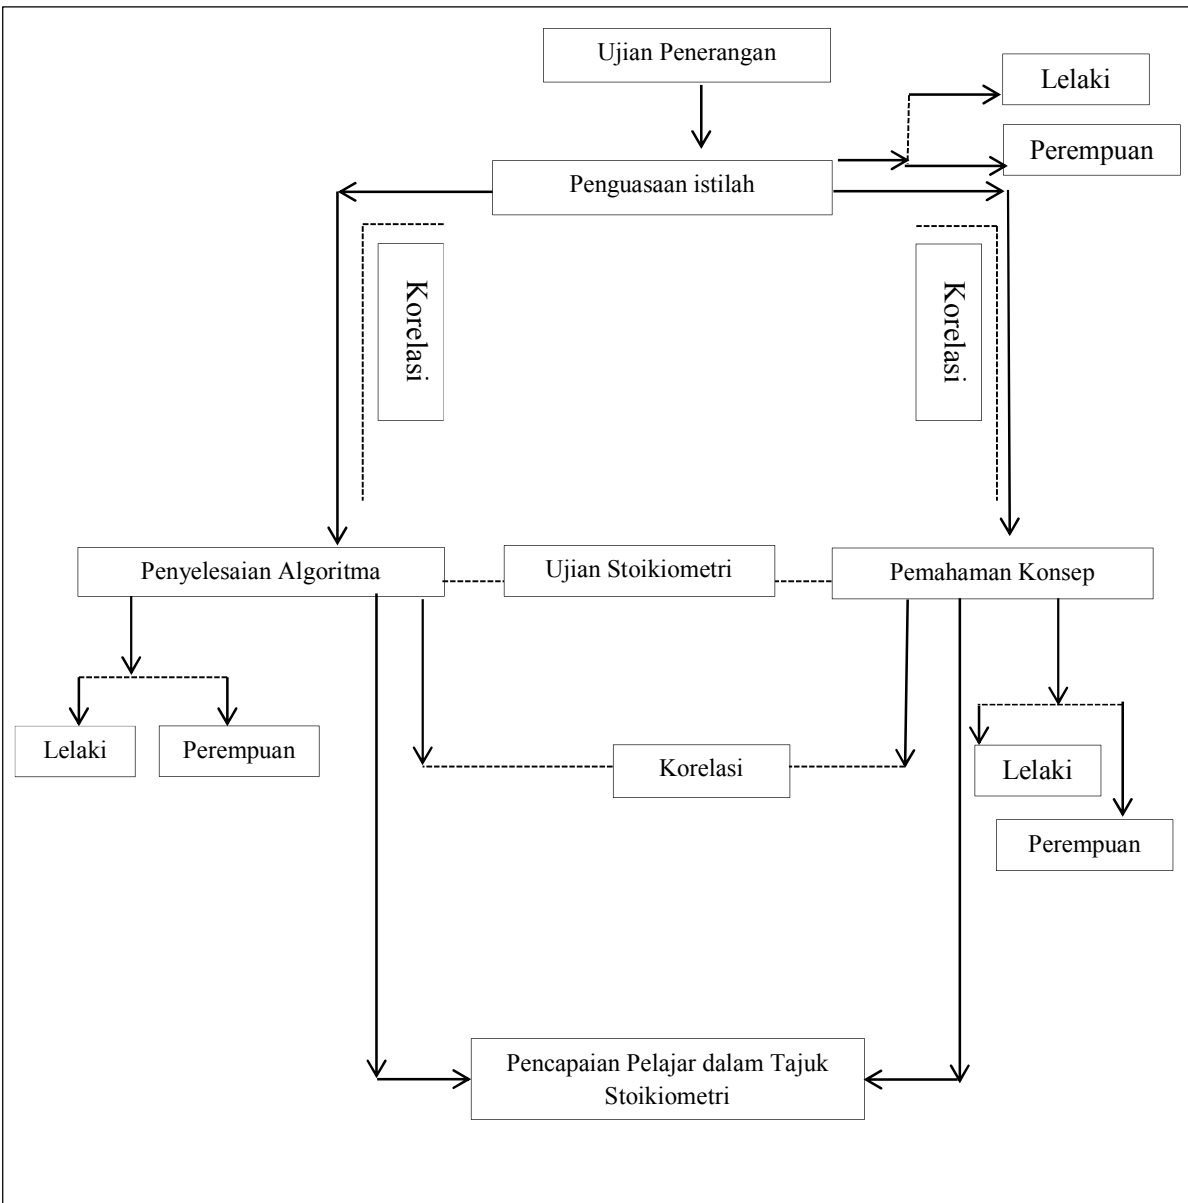 Ujian Penerangan
Lelaki
Perempuan
Penguasaan istilah
Korelasi
Korelasi
Penyelesaian Algoritma
Ujian Stoikiometri
Pemahaman Konsep
Lelaki
Perempuan
Korelasi
Lelaki
Perempuan
Pencapaian Pelajar dalam Tajuk
Stoikiometri